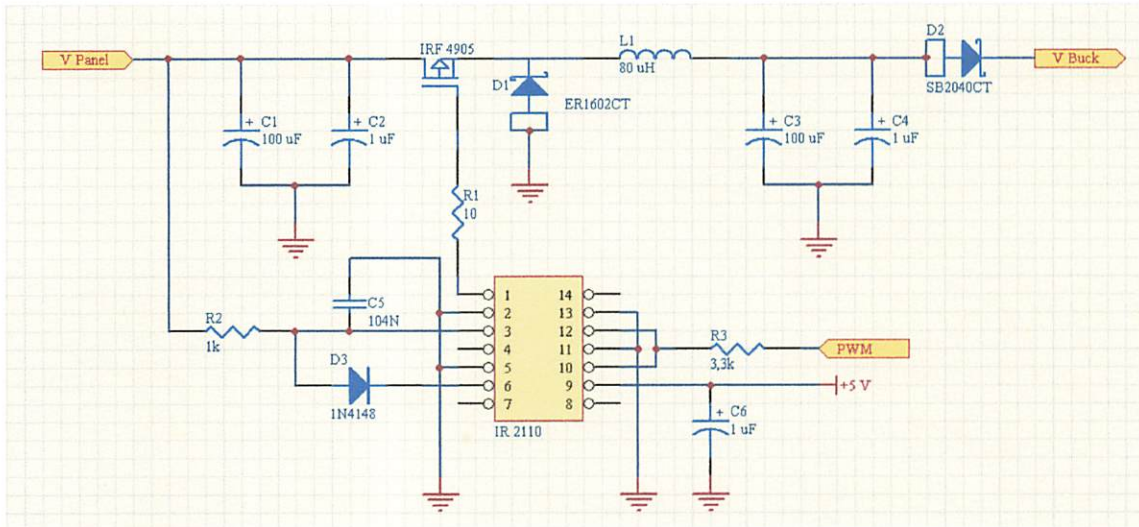 V Panel
IRF 4905
L1
80 uH
D2
SB2040CT
V Buck
D1
ER1602CT
+ C1
100 uF
+ C2
1 uF
+ C3
100 uF
+ C4
1 uF
R1
10
C5
104N
R2
1k
D3
1N4148
1 14
2 13
3 12
4 11
5 10
6 9
7 8
IR 2110
R3
3,3k
PWM
+5 V
+ C6
1 uF